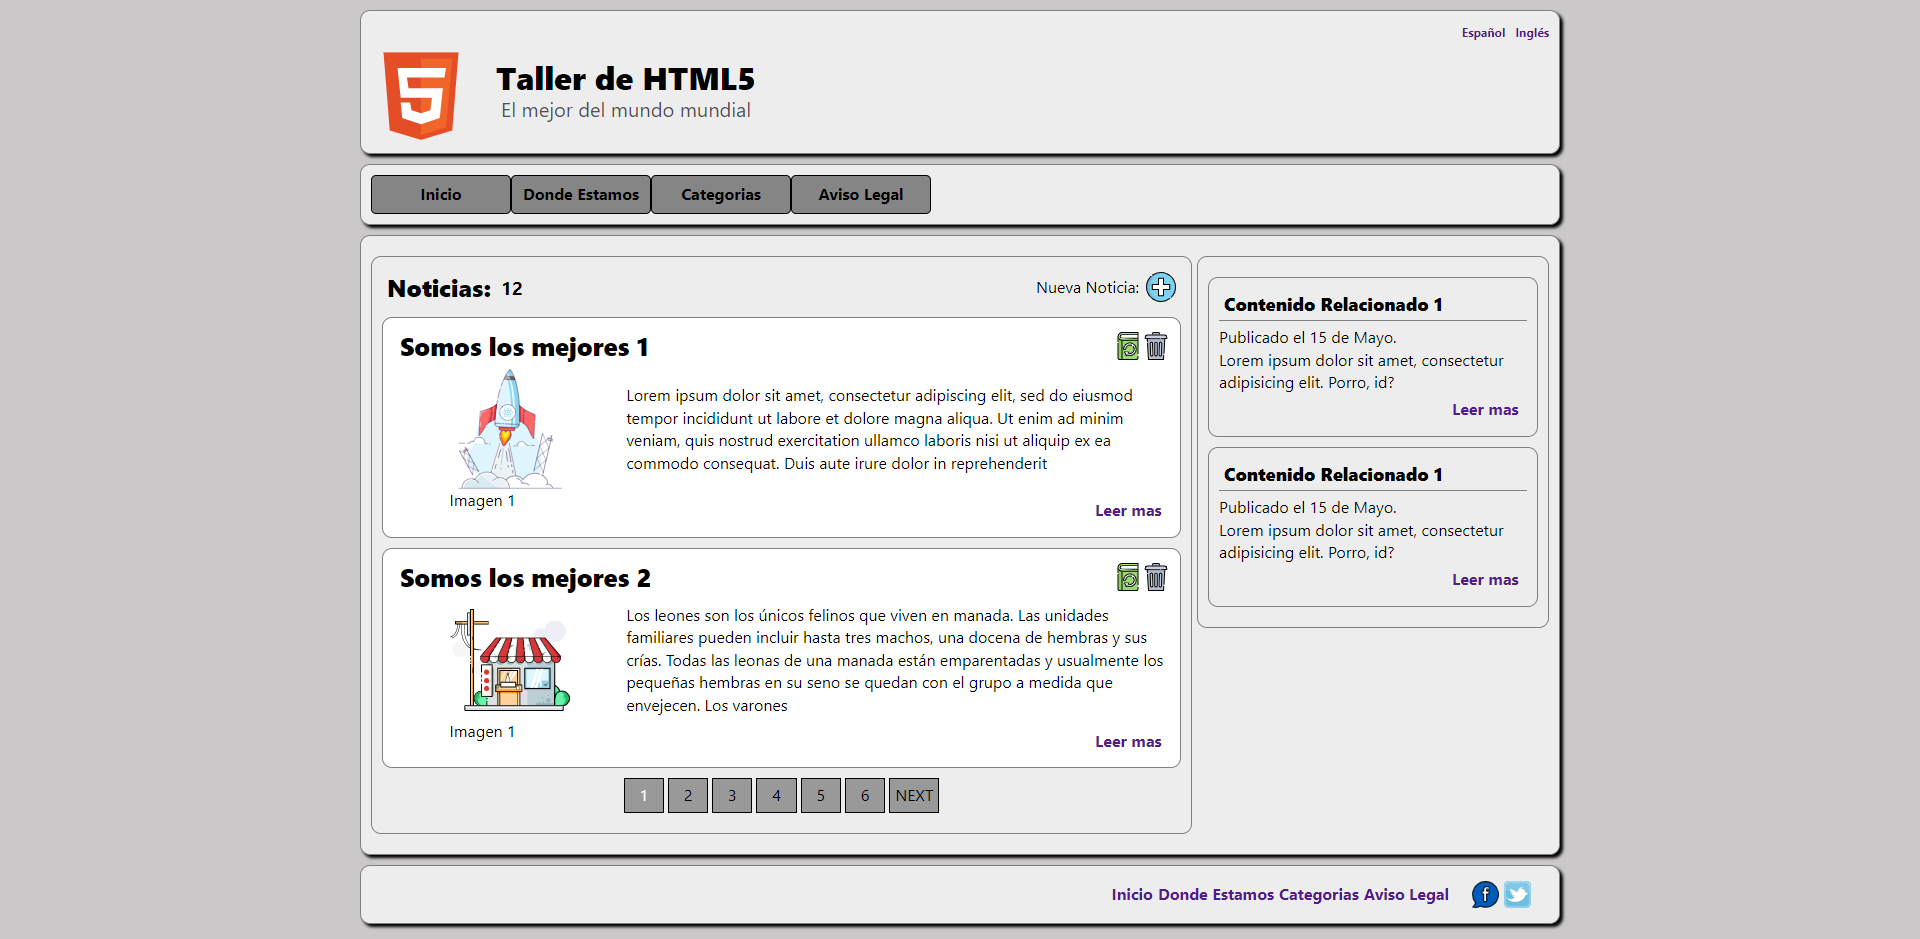 Español Inglés
Taller de HTML5
El mejor del mundo mundial
Inicio Donde Estamos Categorias Aviso Legal
Noticias: 12
Nueva Noticia:
Somos los mejores 1
Lorem ipsum dolor sit amet, consectetur adipiscing elit, sed do eiusmod
tempor incididunt ut labore et dolore magna aliqua. Ut enim ad minim
veniam, quis nostrud exercitation ullamco laboris nisi ut aliquip ex ea
commodo consequat. Duis aute irure dolor in reprehenderit
Imagen 1
Leer mas
Somos los mejores 2
Los leones son los únicos felinos que viven en manada. Las unidades
familiares pueden incluir hasta tres machos, una docena de hembras y sus
crías. Todas las leonas de una manada están emparentadas y usualmente los
pequeñas hembras en su seno se quedan con el grupo a medida que
envejecen. Los varones
Imagen 1
Leer mas
1 2 3 4 5 6 NEXT
Contenido Relacionado 1
Publicado el 15 de Mayo.
Lorem ipsum dolor sit amet, consectetur
adipisicing elit. Porro, id?
Leer mas
Contenido Relacionado 1
Publicado el 15 de Mayo.
Lorem ipsum dolor sit amet, consectetur
adipisicing elit. Porro, id?
Leer mas
Inicio Donde Estamos Categorias Aviso Legal